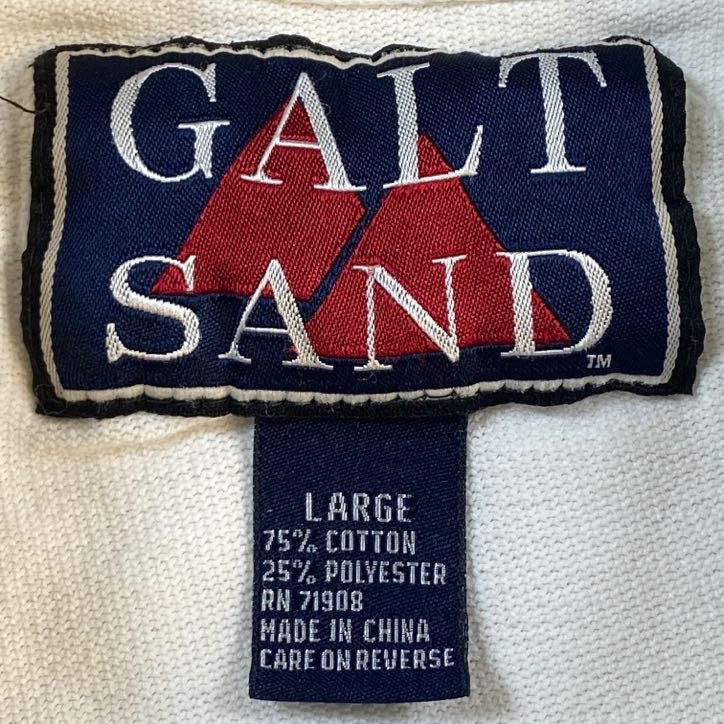 GALT
SAND
TM
LARGE
75% COTTON
25% POLYESTER
RN 71908
MADE IN CHINA
CARE ON REVERSE